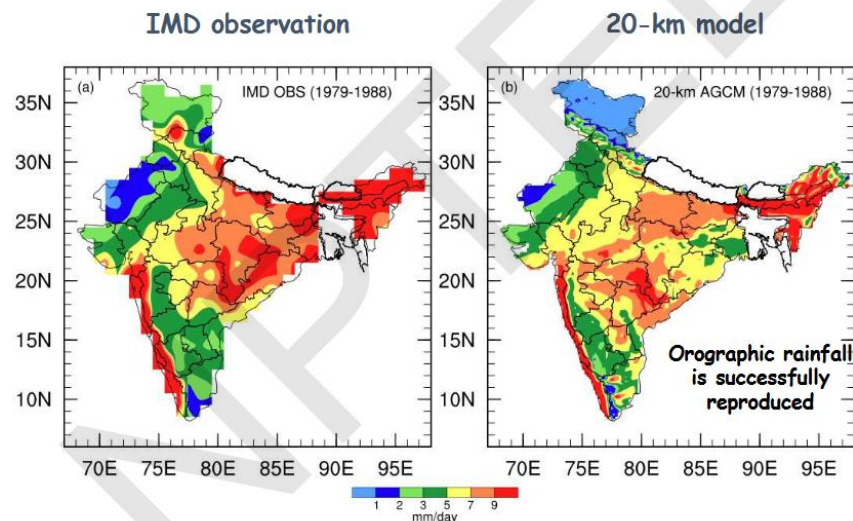 IMD observation
20-km model
(a) IMD OBS (1979-1988)
(b) 20-km AGCM (1979-1988)
35N
30N
25N
20N
15N
10N
70E 75E 80E 85E 90E 95E
35N
30N
25N
20N
15N
10N
70E 75E 80E 85E 90E 95E
Orographic rainfall
is successfully
reproduced
1 2 3 5 7 9
mm/day
NPTEL